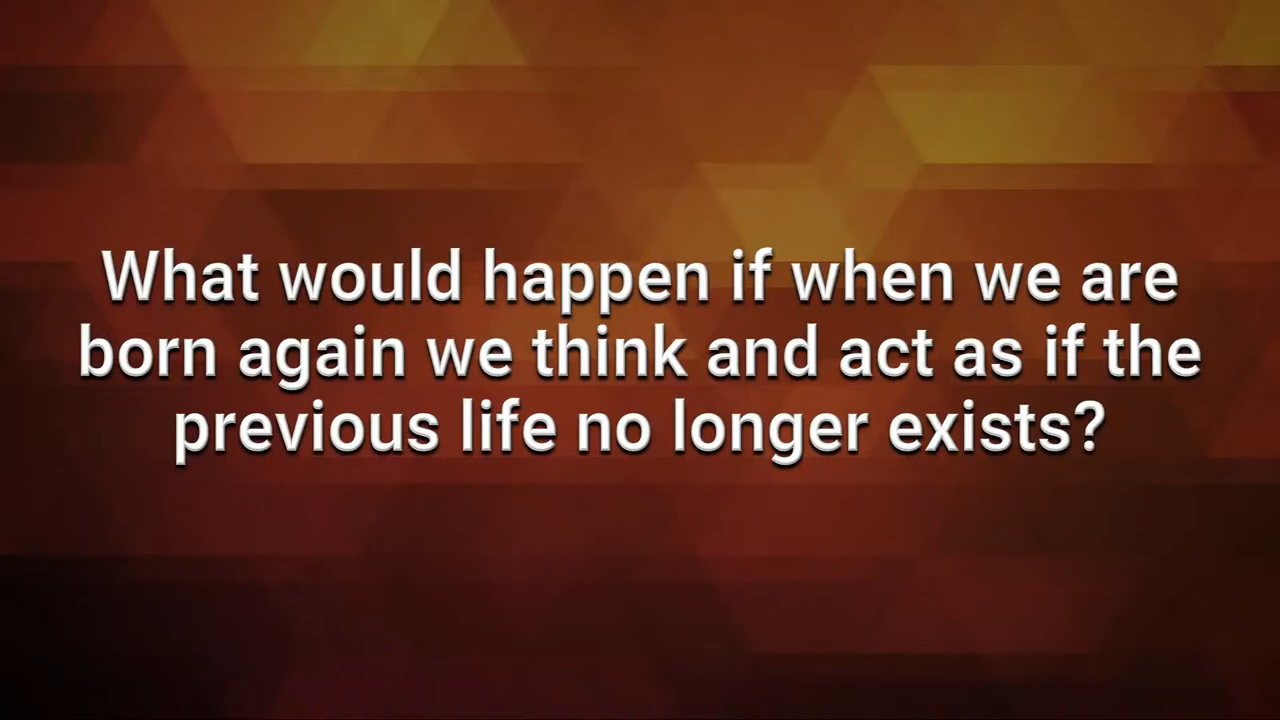 What would happen if when we are
born again we think and act as if the
previous life no longer exists?